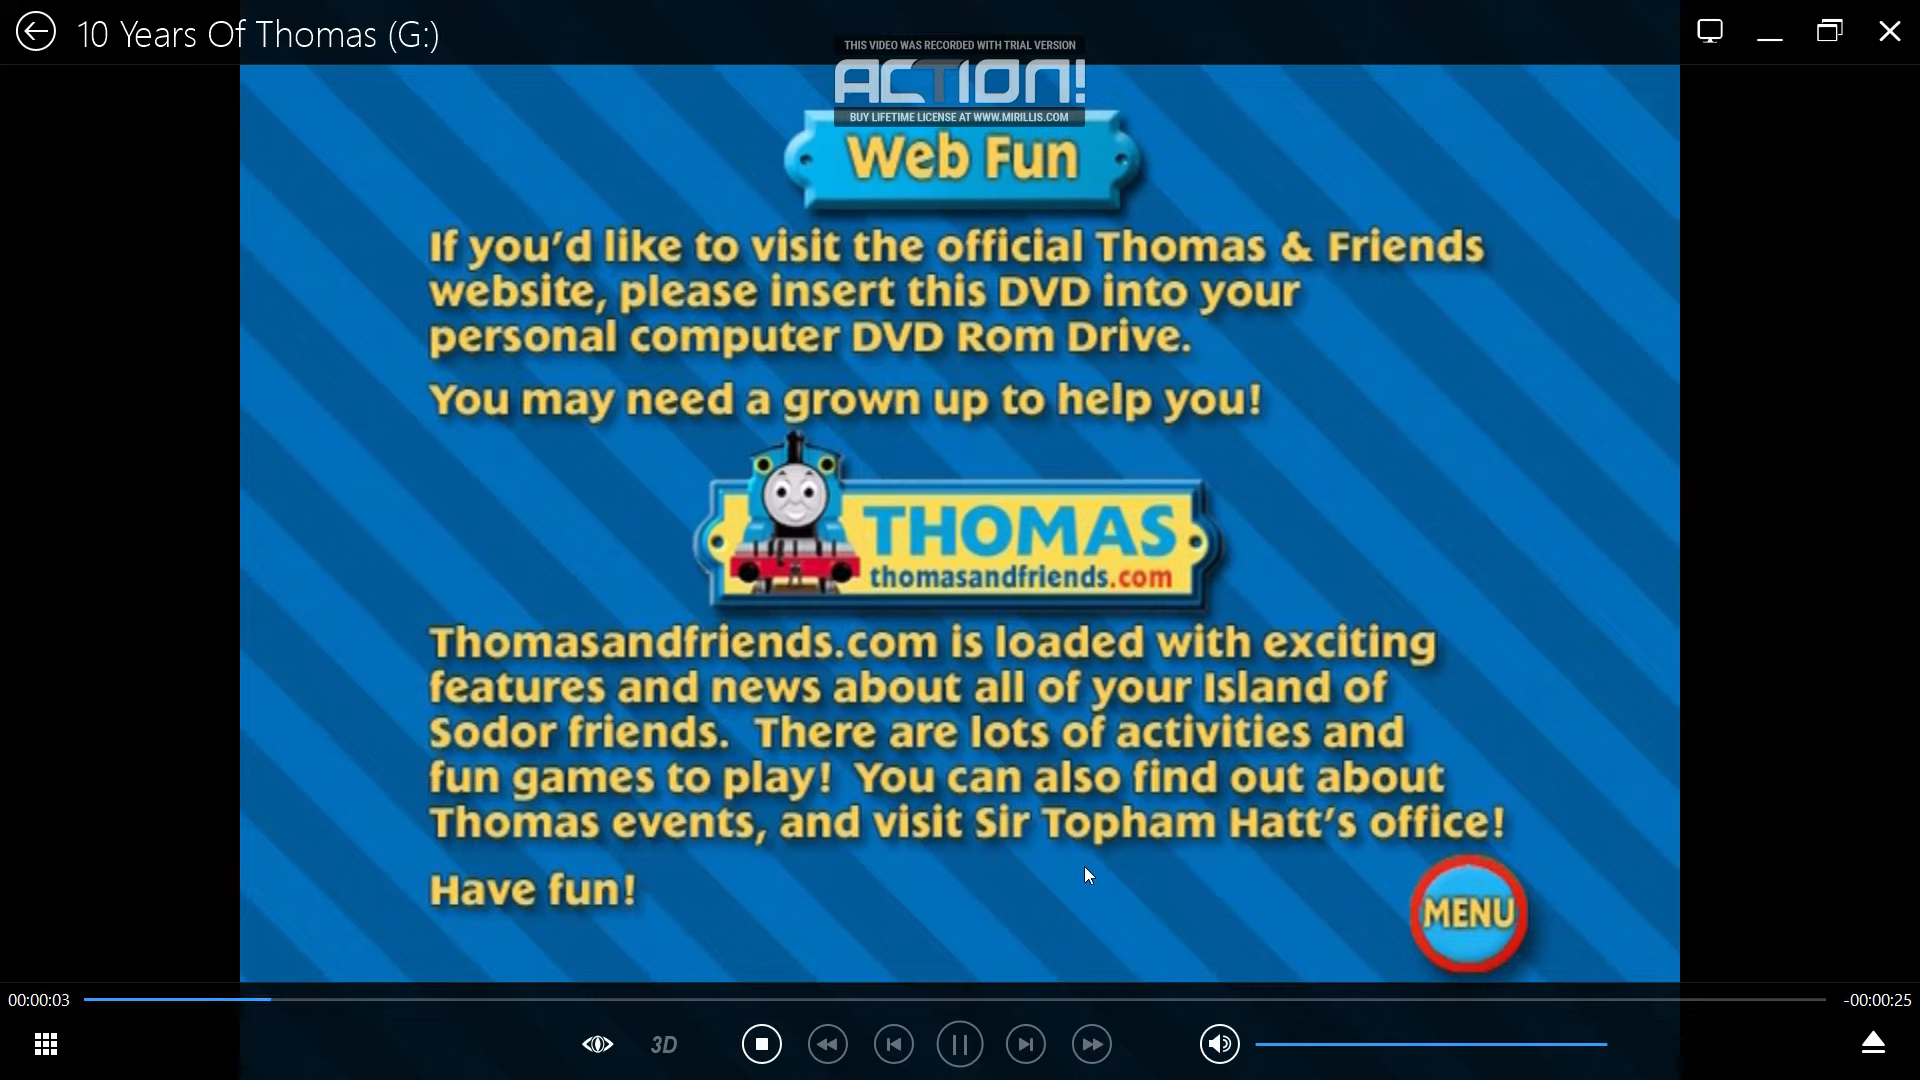 10 Years Of Thomas (G:)
THIS VIDEO WAS RECORDED WITH TRIAL VERSION
ACTION!
BUY LIFETIME LICENSE AT WWW.MIRILLIS.COM
Web Fun
If you'd like to visit the official Thomas & Friends
website, please insert this DVD into your
personal computer DVD Rom Drive.
You may need a grown up to help you!
THOMAS
thomasandfriends.com
Thomasandfriends.com is loaded with exciting
features and news about all of your Island of
Sodor friends.  There are lots of activities and
fun games to play!  You can also find out about
Thomas events, and visit Sir Topham Hatt's office!
Have fun!
MENU
00:00:03
-00:00:25
3D